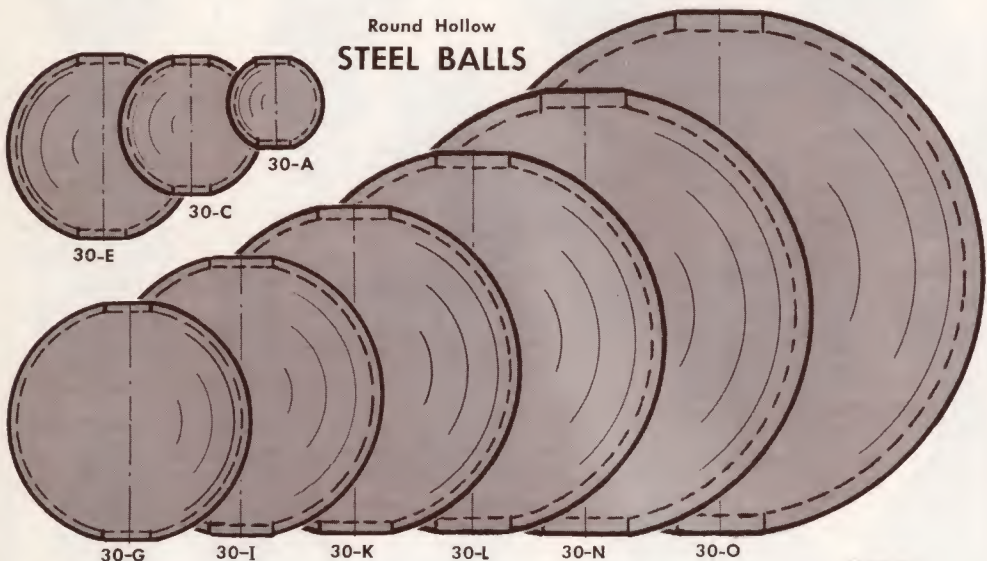 Round Hollow
STEEL BALLS
30-A
30-C
30-E
30-G
30-I
30-K
30-L
30-N
30-O